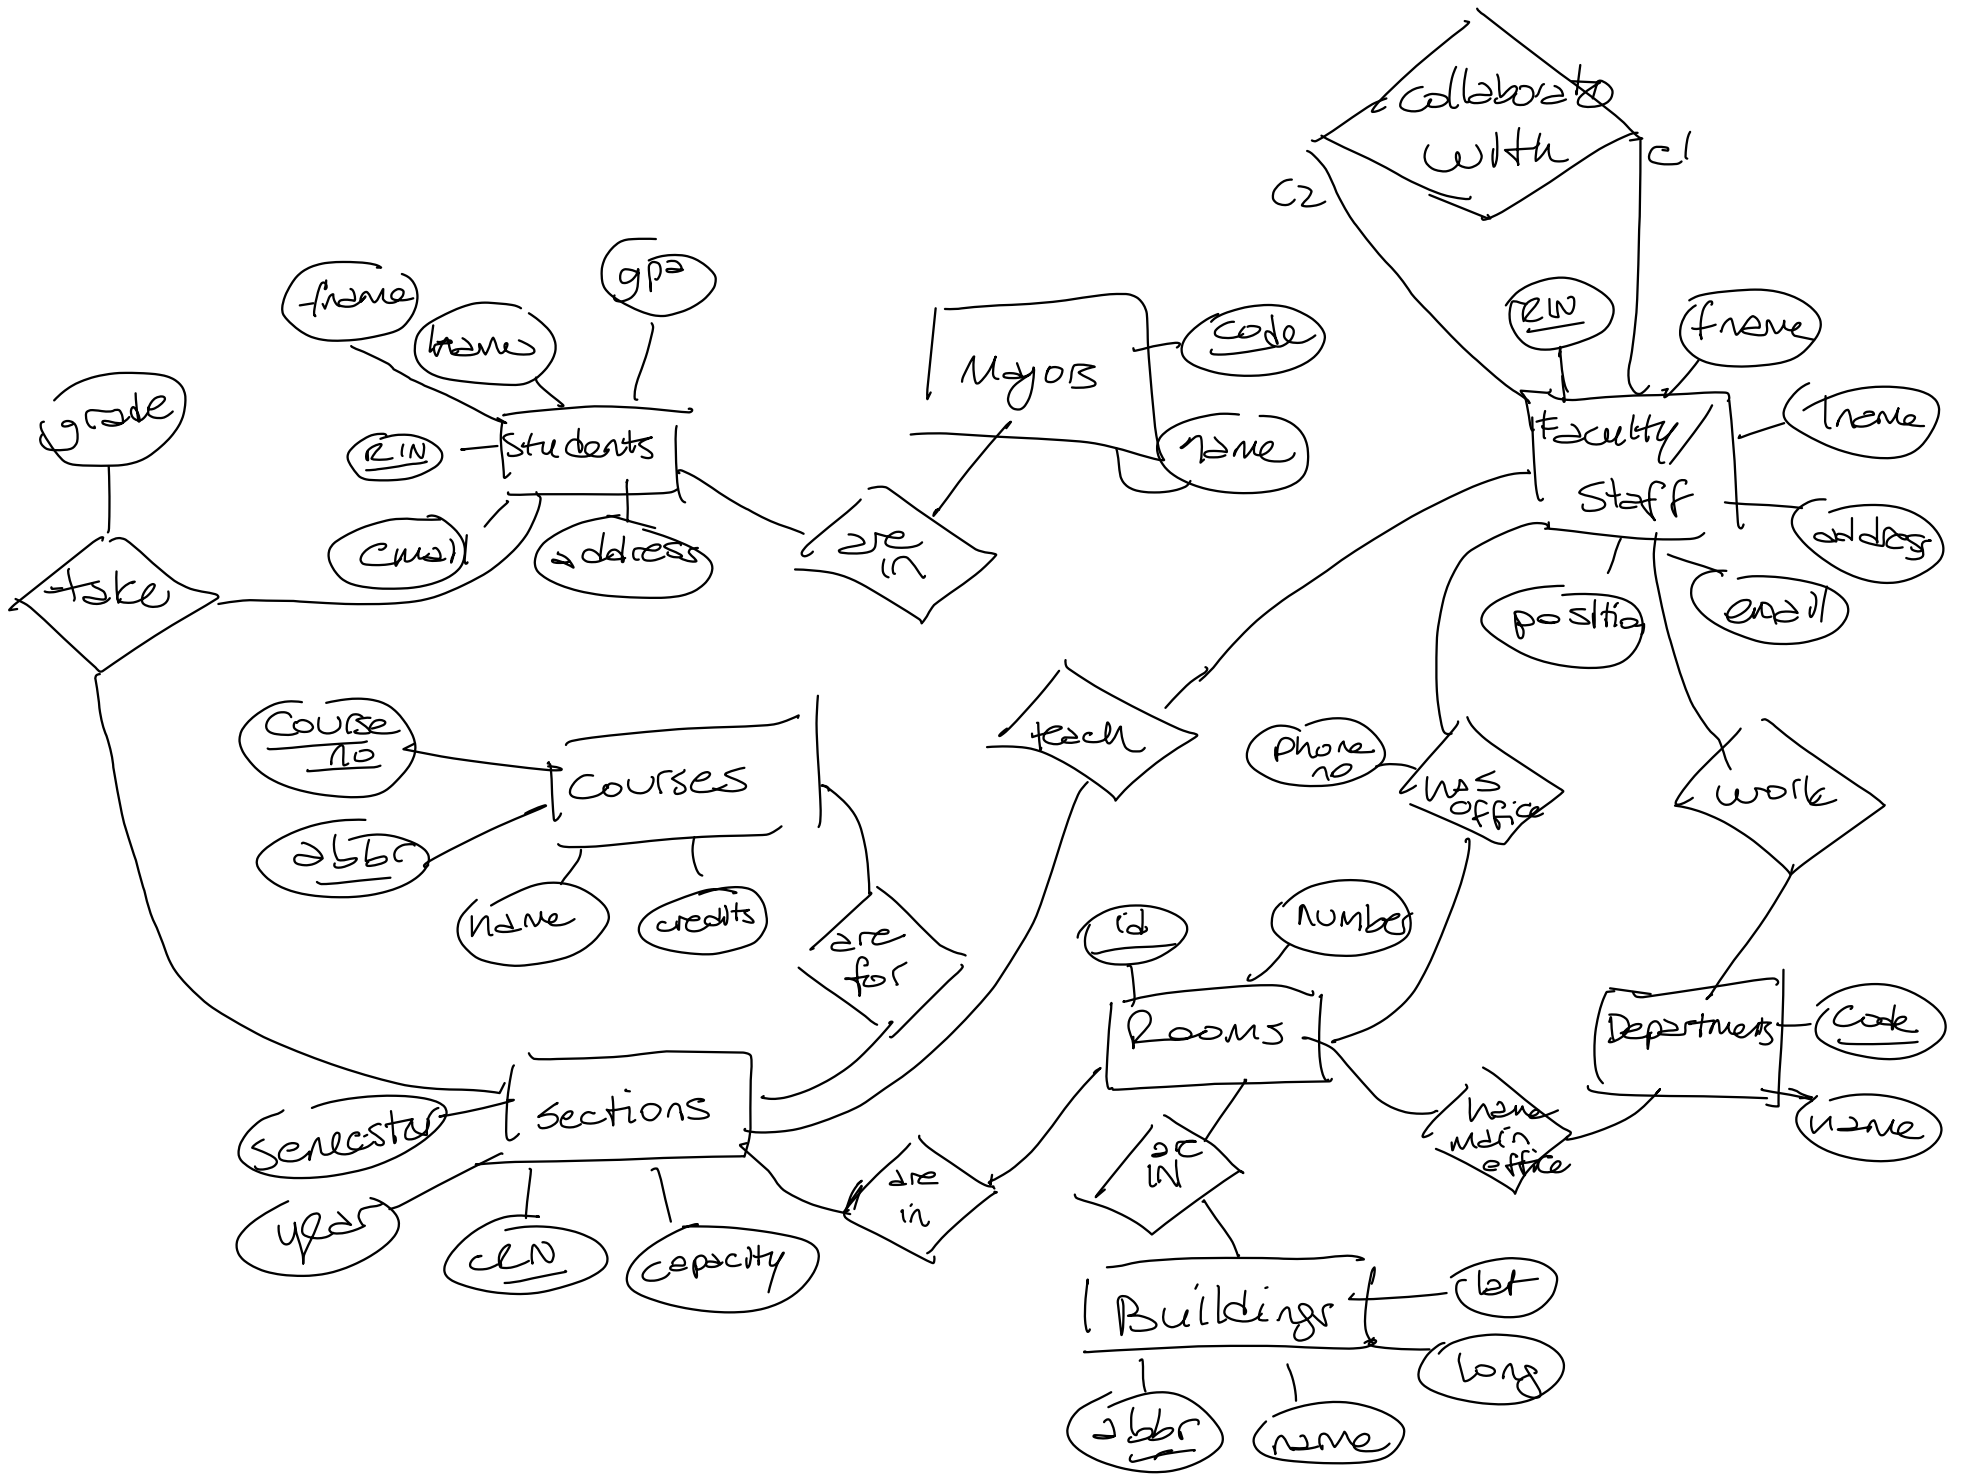 collaborate
with
c1
c2
gpa
fname
lname
RIN
fname
code
Majors
grade
lname
Faculty/
Staff
Students
RIN
name
address
email
address
are
in
take
position
email
Course
no
teach
phone
no
Courses
has
office
work
abbr
name
credits
id
number
are
for
Rooms
Departments
code
Sections
Semester
have
main
office
name
are
in
are
IN
year
CRN
capacity
Buildings
lat
long
abbr
name